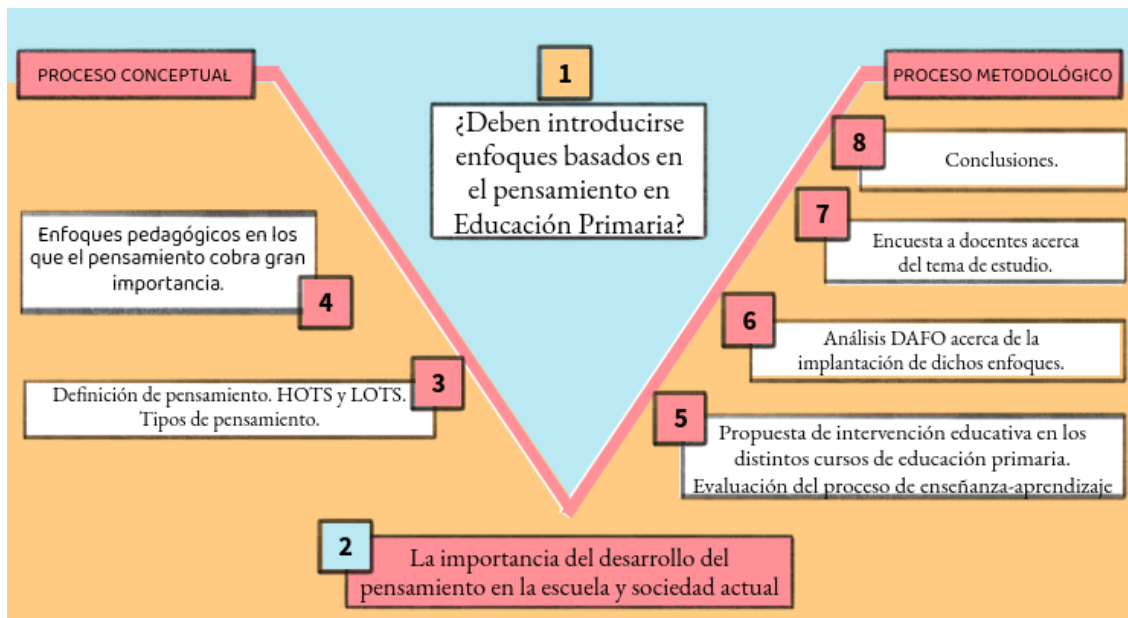 PROCESO CONCEPTUAL
1
PROCESO METODOLÓGICO
¿Deben introducirse
enfoques basados en
el pensamiento en
Educación Primaria?
8
Conclusiones.
7
Encuesta a docentes acerca
del tema de estudio.
Enfoques pedagógicos en los
que el pensamiento cobra gran
importancia.
4
6
Análisis DAFO acerca de la
implantación de dichos enfoques.
3
Definición de pensamiento. HOTS y LOTS.
Tipos de pensamiento.
5
Propuesta de intervención educativa en los
distintos cursos de educación primaria.
Evaluación del proceso de enseñanza-aprendizaje
2
La importancia del desarrollo del
pensamiento en la escuela y sociedad actual